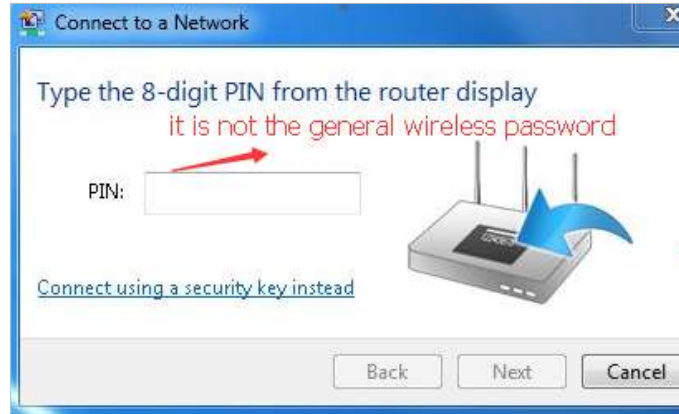 Connect to a Network
Type the 8-digit PIN from the router display
it is not the general wireless password
PIN:
Connect using a security key instead
Back Next Cancel